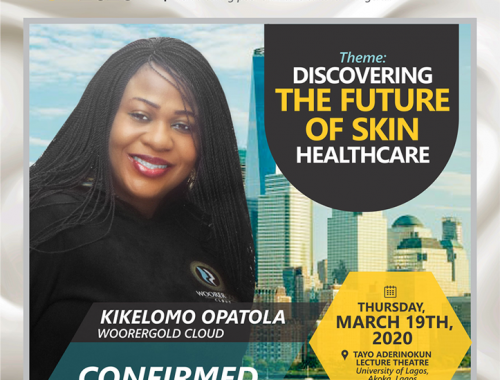 Theme:
DISCOVERING
THE FUTURE
OF SKIN
HEALTHCARE
WOORER
KIKELOMO OPATOLA
WOORERGOLD CLOUD
THURSDAY,
MARCH 19TH,
2020
TAYO ADERINOKUN
LECTURE THEATRE
University of Lagos,
Akoka, Lagos
CONFIRMED